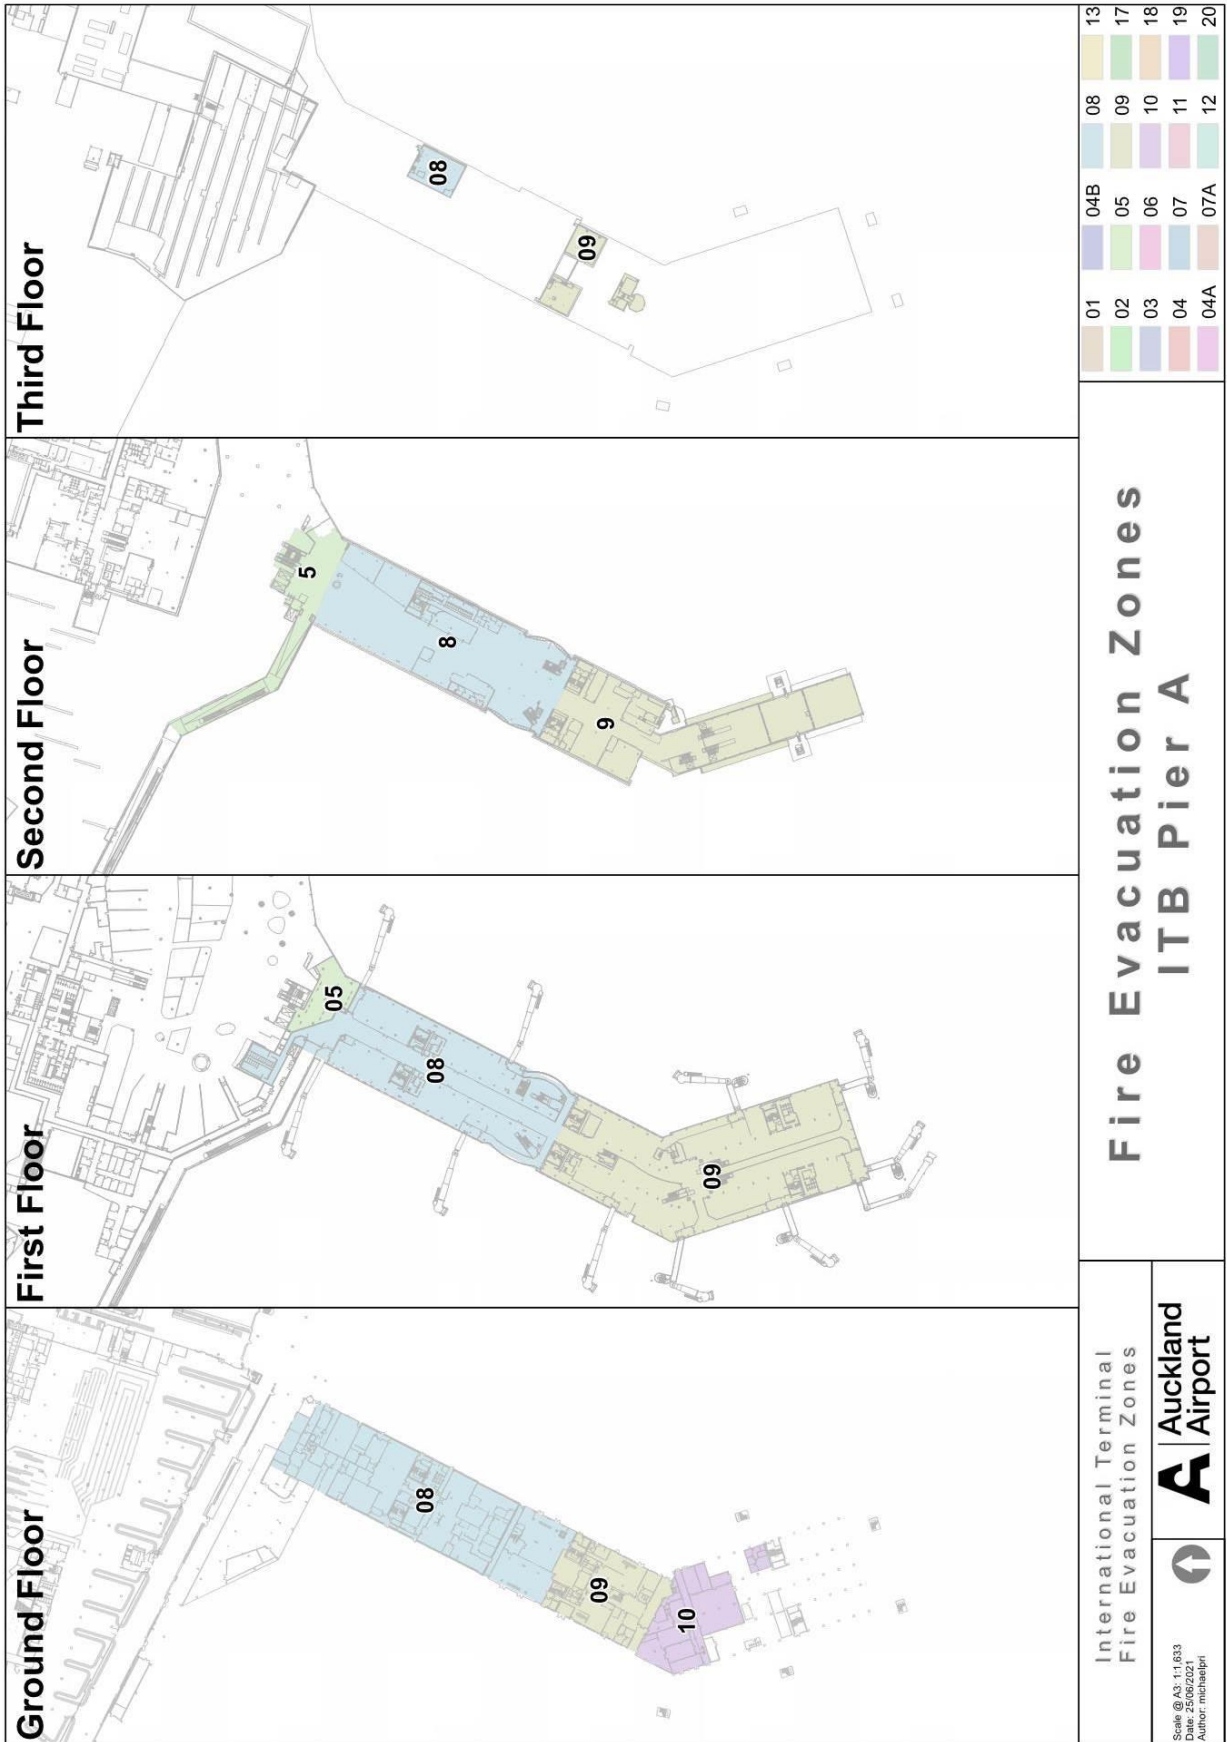 Ground Floor
08
09
10
First Floor
05
08
09
Second Floor
5
8
9
Third Floor
08
09
International Terminal
Fire Evacuation Zones
Scale @ A3: 1:1,633
Date: 25/06/2021
Author: michaelpri
A Auckland
Airport
Fire Evacuation Zones
ITB Pier A
01 04B 08 13
02 05 09 17
03 06 10 18
04 07 11 19
04A 07A 12 20